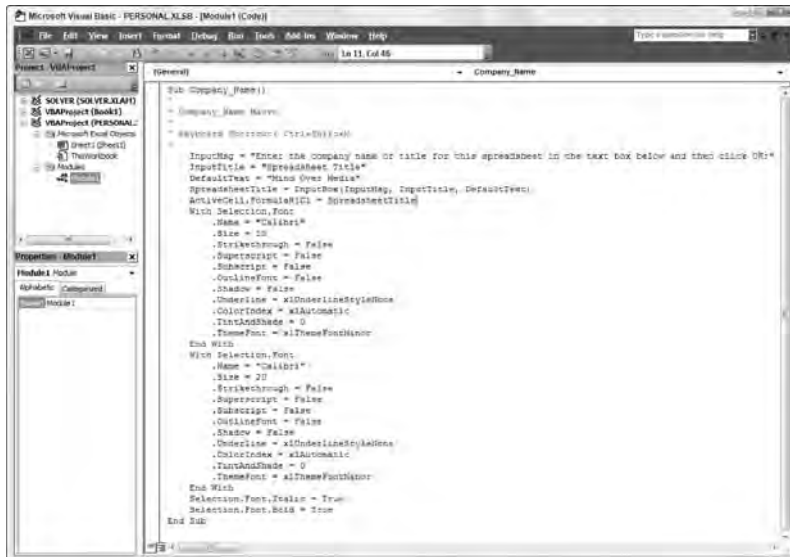 Microsoft Visual Basic - PERSONAL.XLSB - [Module1 (Code)]
File Edit View Insert Format Debug Run Tools Add-Ins Window Help
Type a question for help
Ln 11, Col 46
Project - VBAProject
SOLVER (SOLVER.XLAM)
VBAProject (Book1)
VBAProject (PERSONAL.
Microsoft Excel Objects
Sheet1 (Sheet1)
ThisWorkbook
Modules
Properties - Module1
Module1 Module
Alphabetic Categorized
Module1
(General)
Company_Name
Sub Company_Name()
' Company_Name Macro
' Keyboard Shortcut:
InputMsg = "Enter the company name or title for this spreadsheet in the text box below and then click OK:"
InputTitle = "Spreadsheet Title"
DefaultText = "Mind Over Media"
SpreadsheetTitle = InputBox(InputMsg, InputTitle, DefaultText)
ActiveCell.FormulaR1C1 = SpreadsheetTitle
With Selection.Font
.Name = "Calibri"
.Size =
.Strikethrough = False
.Superscript = False
.Subscript = False
.OutlineFont = False
.Shadow = False
.Underline = xlUnderlineStyleNone
.ColorIndex = xlAutomatic
.TintAndShade = 0
.ThemeFont = xlThemeFontMinor
End With
With Selection.Font
.Name = "Calibri"
.Size = 20
.Strikethrough = False
.Superscript = False
.Subscript = False
.OutlineFont = False
.Shadow = False
.Underline = xlUnderlineStyleNone
.ColorIndex = xlAutomatic
.TintAndShade = 0
.ThemeFont = xlThemeFontMinor
End With
Selection.Font.Italic = True
Selection.Font.Bold = True
End Sub